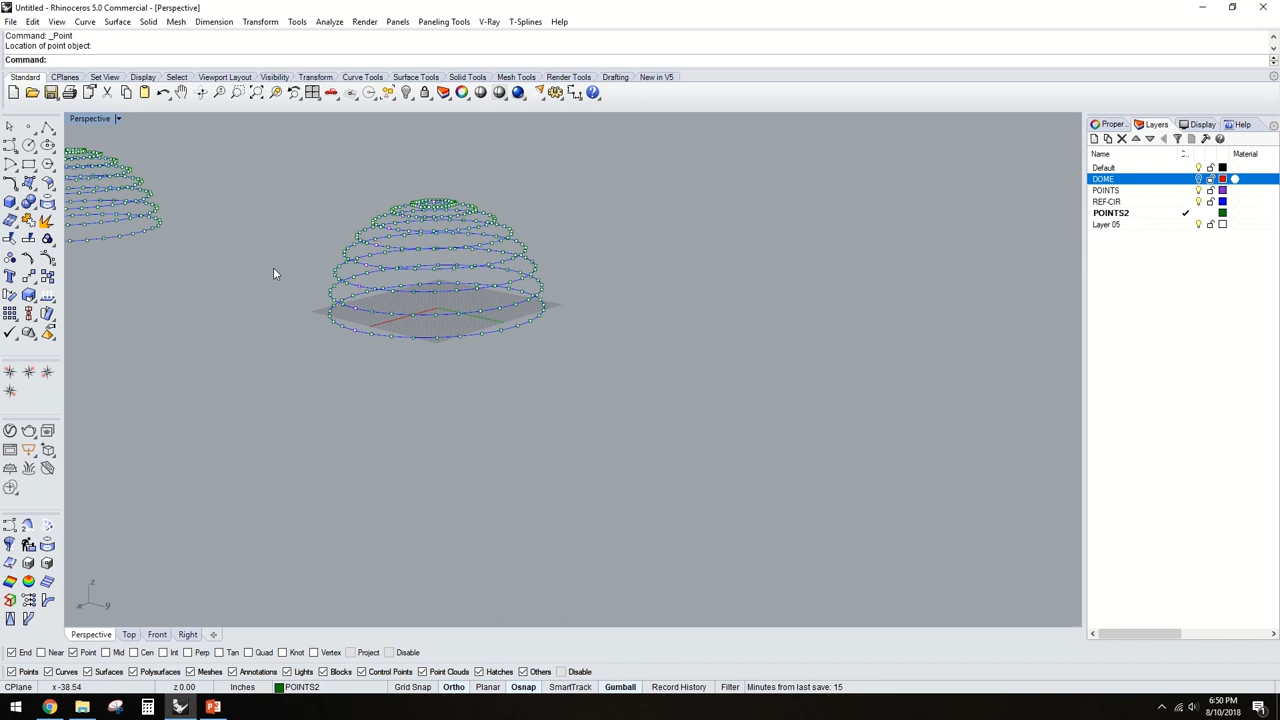 Untitled - Rhinoceros 5.0 Commercial - [Perspective]
File Edit View Curve Surface Solid Mesh Dimension Transform Tools Analyze Render Panels Paneling Tools V-Ray T-Splines Help
Command: _Point
Location of point object:
Command:
Standard CPlanes Set View Display Select Viewport Layout Visibility Transform Curve Tools Surface Tools Solid Tools Mesh Tools Render Tools Drafting New in V5
Perspective
Proper... Layers Display Help
Name 2... Material
Default
DOME
POINTS
REF-CIR
POINTS2
Layer 05
z
x y
Perspective Top Front Right
End Near Point Mid Cen Int Perp Tan Quad Knot Vertex Project Disable
Points Curves Surfaces Polysurfaces Meshes Annotations Lights Blocks Control Points Point Clouds Hatches Others Disable
CPlane x -38.54 z 0.00 Inches POINTS2 Grid Snap Ortho Planar Osnap SmartTrack Gumball Record History Filter Minutes from last save: 15
6:50 PM
8/10/2018